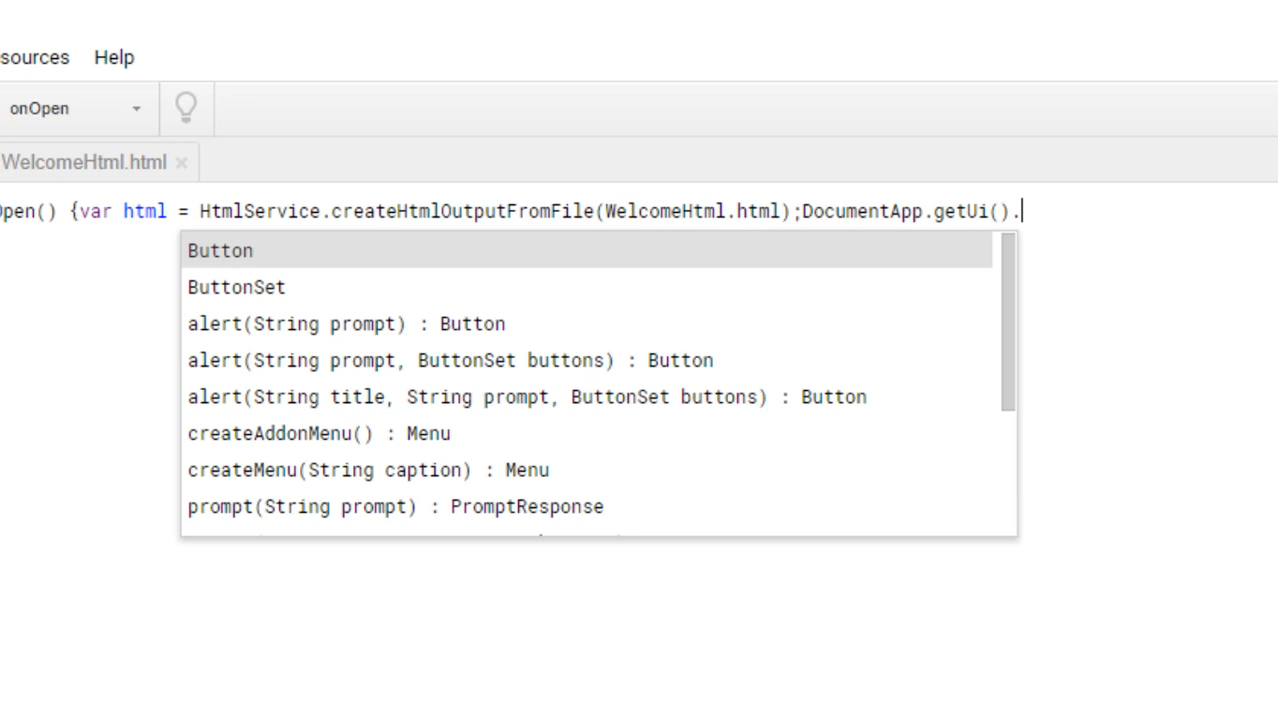 sources Help
onOpen
WelcomeHtml.html ×
Open() {var html = HtmlService.createHtmlOutputFromFile(WelcomeHtml.html);DocumentApp.getUi().
Button
ButtonSet
alert(String prompt) : Button
alert(String prompt, ButtonSet buttons) : Button
alert(String title, String prompt, ButtonSet buttons) : Button
createAddonMenu() : Menu
createMenu(String caption) : Menu
prompt(String prompt) : PromptResponse